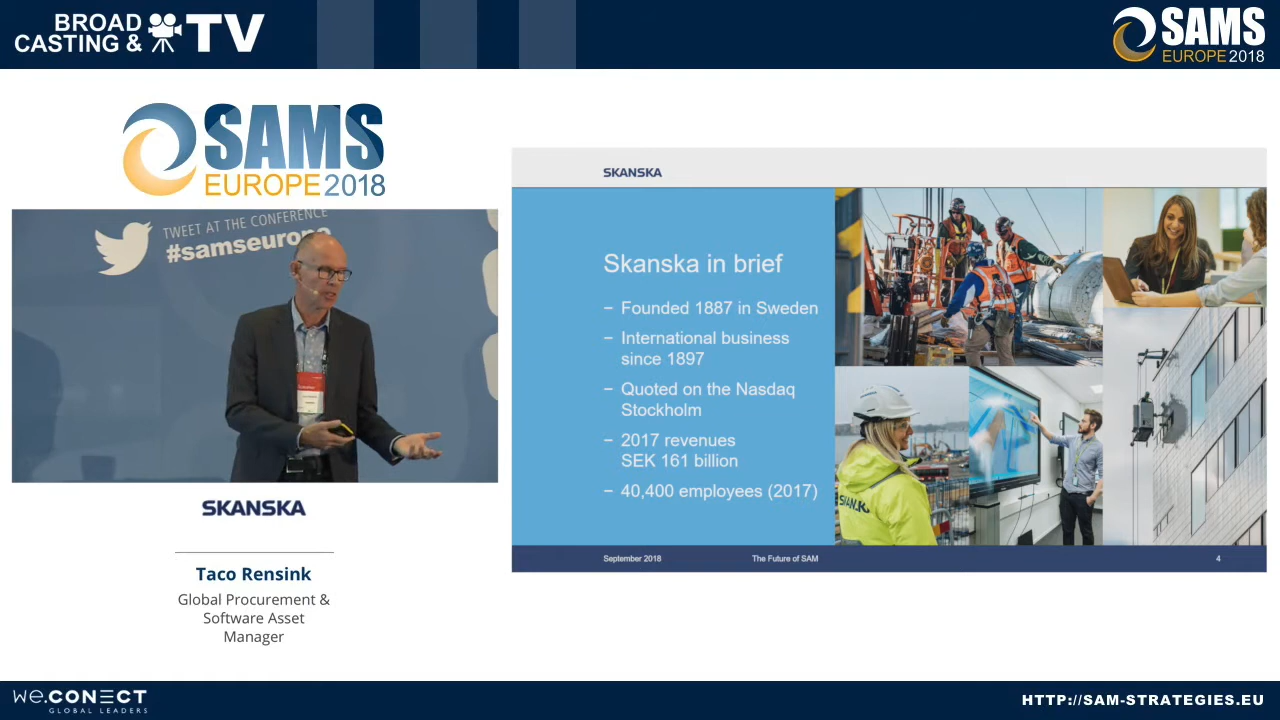 BROAD
CASTING & TV
SAMS
EUROPE 2018
SAMS
EUROPE 2018
TWEET AT THE CONFERENCE
#samseurope
SKANSKA
Taco Rensink
Global Procurement &
Software Asset
Manager
SKANSKA
Skanska in brief
– Founded 1887 in Sweden
– International business
since 1897
– Quoted on the Nasdaq
Stockholm
– 2017 revenues
SEK 161 billion
– 40,400 employees (2017)
September 2018 The Future of SAM 4
we.CONECT
GLOBAL LEADERS
HTTP://SAM-STRATEGIES.EU